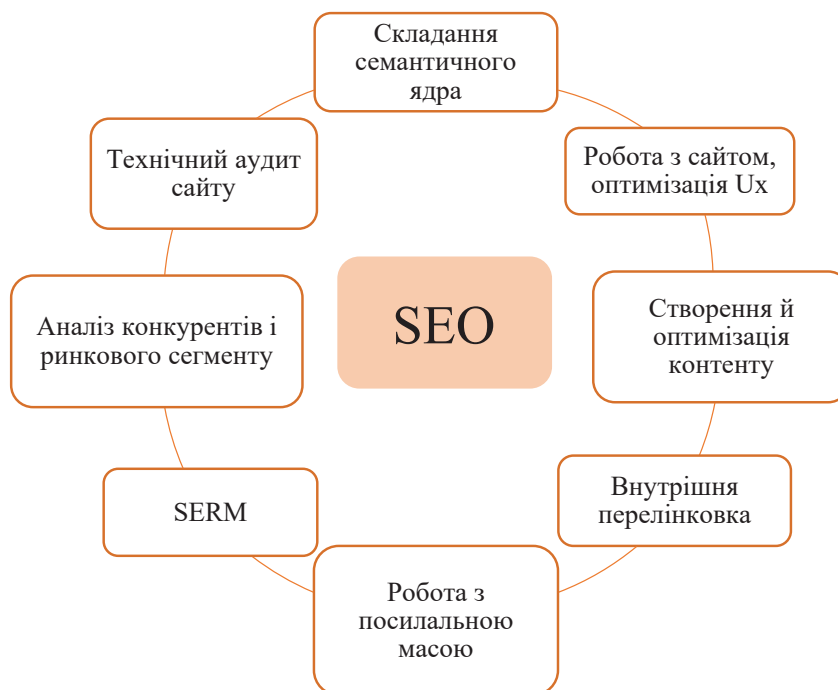 Складання
семантичного
ядра
Робота з сайтом,
оптимізація Ux
Створення й
оптимізація
контенту
Внутрішня
перелінковка
Робота з
посилальною
масою
SERM
Аналіз конкурентів і
ринкового сегменту
Технічний аудит
сайту
SEO